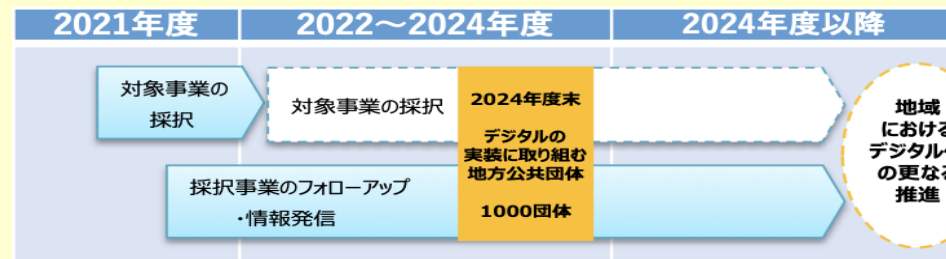 2021年度
2022～2024年度
2024年度以降
対象事業の
採択
対象事業の採択
2024年度末
デジタルの
実装に取り組む
地方公共団体
1000団体
採択事業のフォローアップ
・情報発信
地域
における
デジタル
の更なる
推進